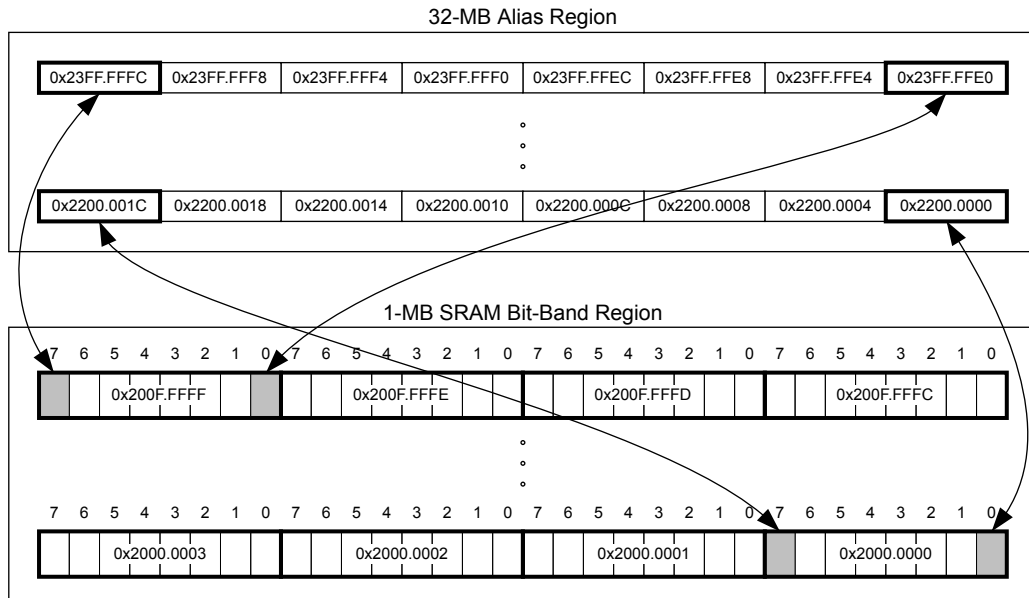 32-MB Alias Region
0x23FF.FFFC 0x23FF.FFF8 0x23FF.FFF4 0x23FF.FFF0 0x23FF.FFEC 0x23FF.FFE8 0x23FF.FFE4 0x23FF.FFE0
0x2200.001C 0x2200.0018 0x2200.0014 0x2200.0010 0x2200.000C 0x2200.0008 0x2200.0004 0x2200.0000
1-MB SRAM Bit-Band Region
7 6 5 4 3 2 1 0 7 6 5 4 3 2 1 0 7 6 5 4 3 2 1 0 7 6 5 4 3 2 1 0
0x200F.FFFF 0x200F.FFFE 0x200F.FFFD 0x200F.FFFC
7 6 5 4 3 2 1 0 7 6 5 4 3 2 1 0 7 6 5 4 3 2 1 0 7 6 5 4 3 2 1 0
0x2000.0003 0x2000.0002 0x2000.0001 0x2000.0000